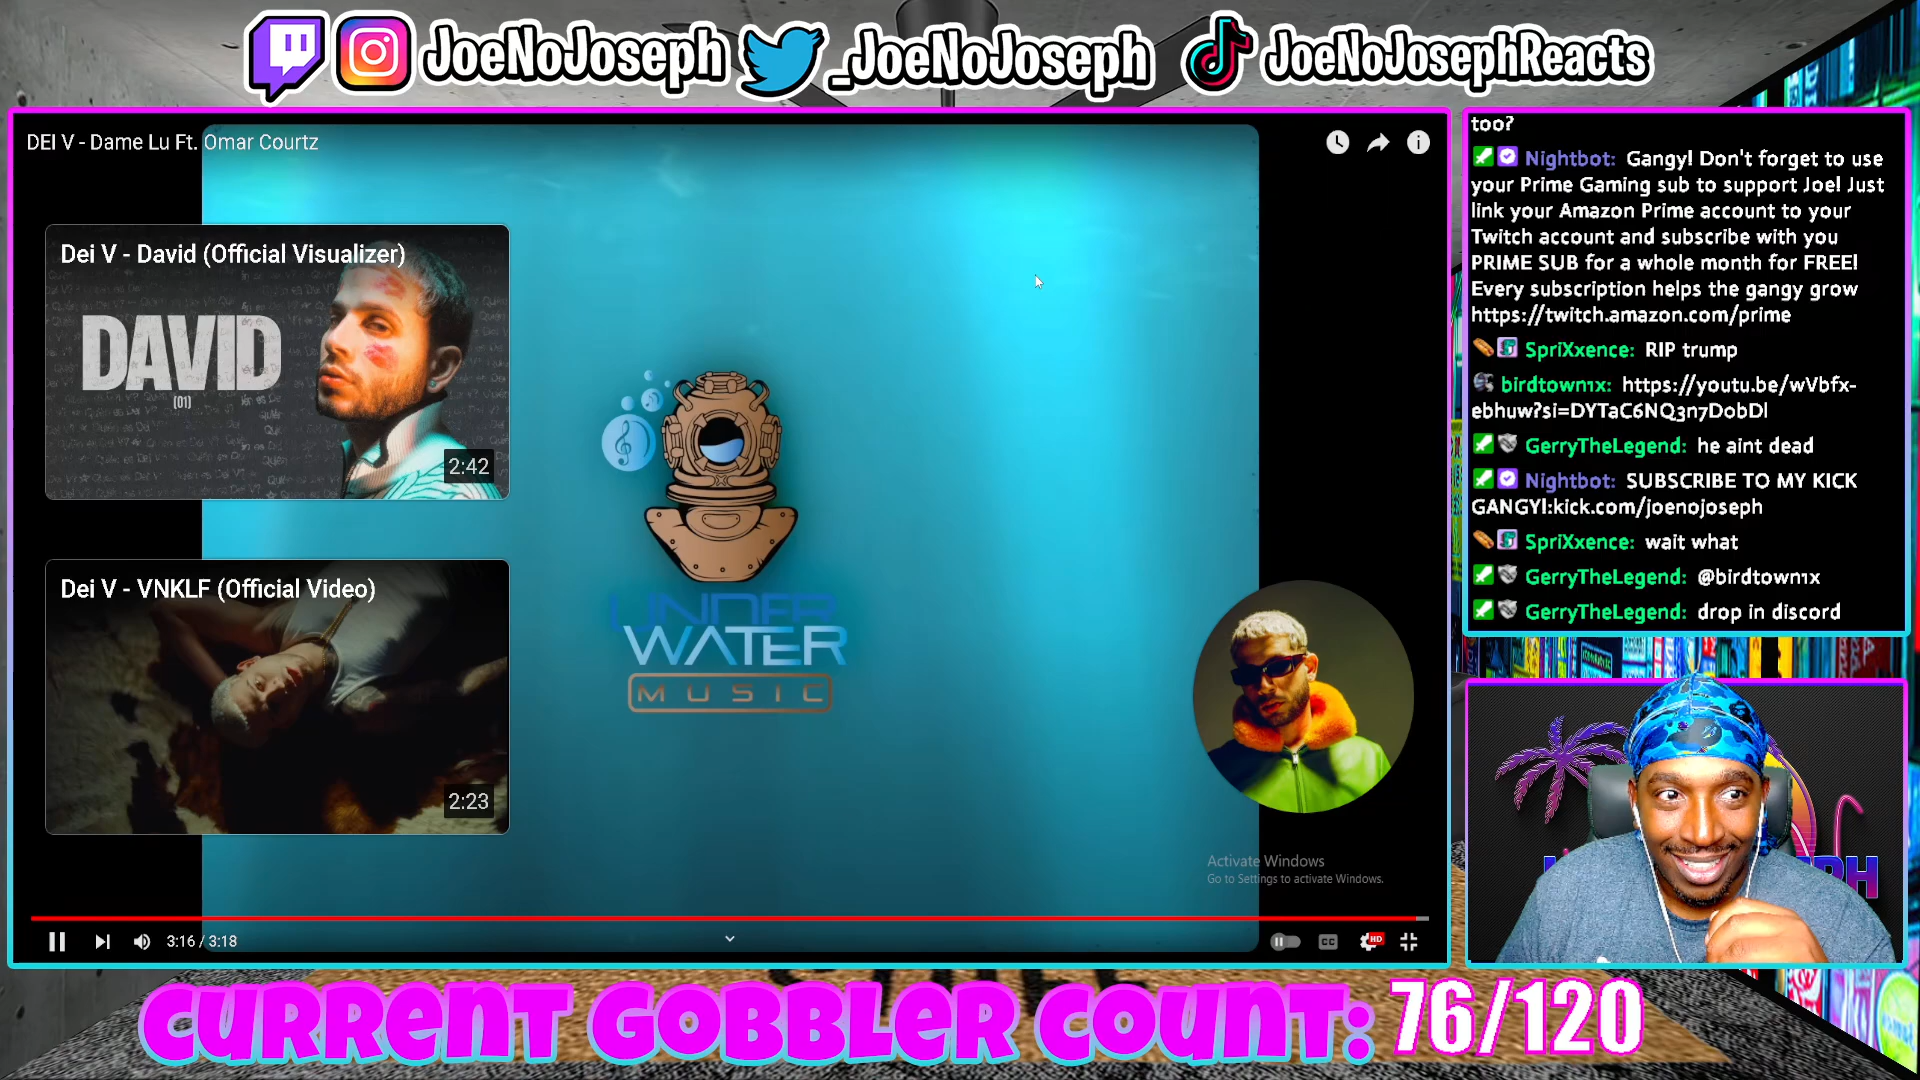 JoeNoJoseph _JoeNoJoseph JoeNoJosephReacts
DEI V - Dame Lu Ft. Omar Courtz
Dei V - David (Official Visualizer)
DAVID
(01)
2:42
Dei V - VNKLF (Official Video)
2:23
UNDER
WATER
MUSIC
Activate Windows
Go to Settings to activate Windows.
3:16 / 3:18
CC
HD
too?
Nightbot: Gangy! Don't forget to use
your Prime Gaming sub to support Joe! Just
link your Amazon Prime account to your
Twitch account and subscribe with you
PRIME SUB for a whole month for FREE!
Every subscription helps the gangy grow
https://twitch.amazon.com/prime
SpriXxence: RIP trump
birdtown1x: https://youtu.be/wVbfx-
ebhuw?si=DYTaC6NQ3n7DobDl
GerryTheLegend: he aint dead
Nightbot: SUBSCRIBE TO MY KICK
GANGY!:kick.com/joenojoseph
SpriXxence: wait what
GerryTheLegend: @birdtown1x
GerryTheLegend: drop in discord
CURRENT GOBBLER COUNT: 76/120